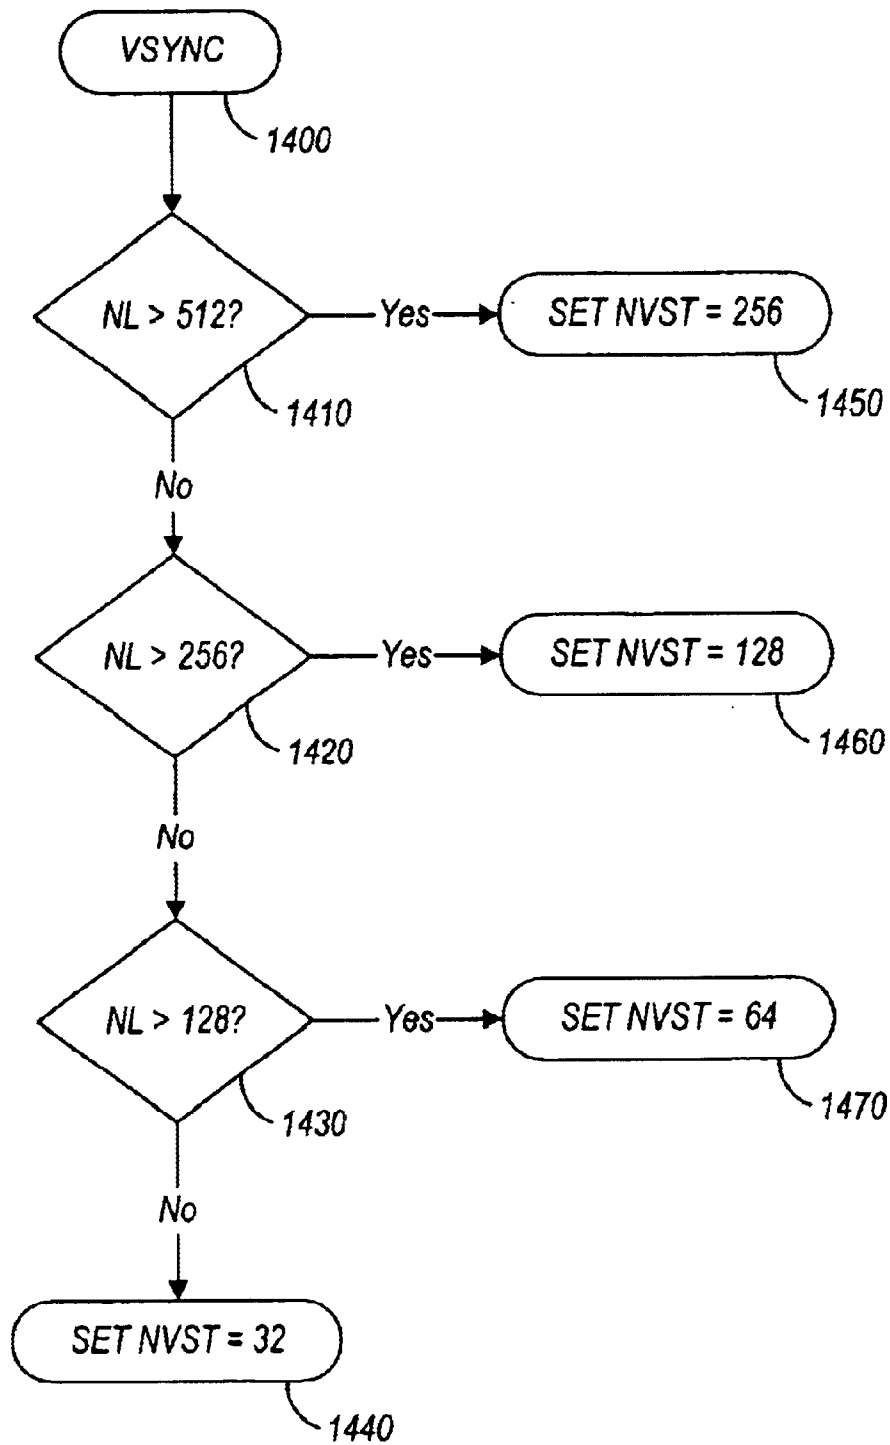 VSYNC
1400
NL > 512?
Yes
SET NVST = 256
1410
1450
No
NL > 256?
Yes
SET NVST = 128
1420
1460
No
NL > 128?
Yes
SET NVST = 64
1430
1470
No
SET NVST = 32
1440